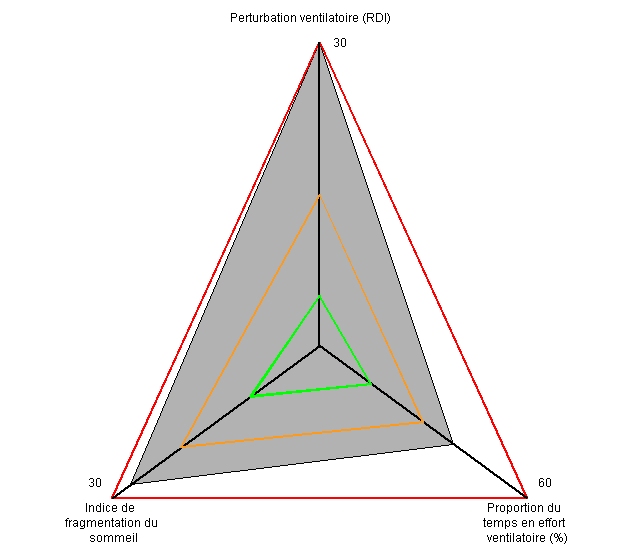 Perturbation ventilatoire (RDI)
30
30
60
Indice de
fragmentation du
sommeil
Proportion du
temps en effort
ventilatoire (%)